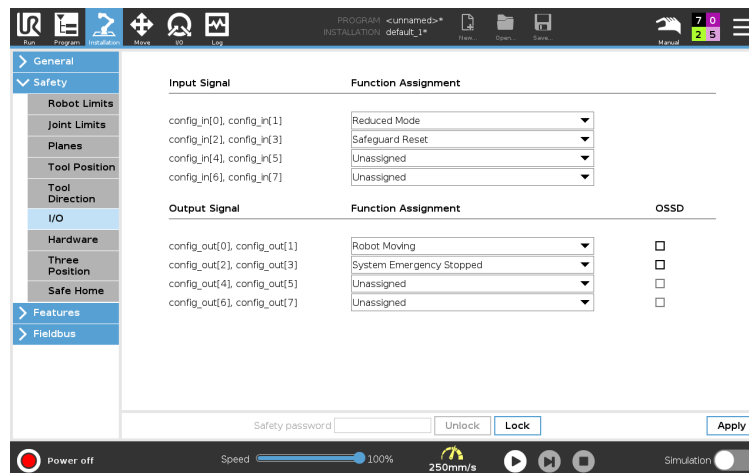 UR
PROGRAM <unnamed>*
INSTALLATION default_1*
7 0
2 5
Run Program Installation Move I/O Log New... Open... Save... Manual
General
Safety
Robot Limits
Joint Limits
Planes
Tool Position
Tool
Direction
I/O
Hardware
Three
Position
Safe Home
Features
Fieldbus
Input Signal Function Assignment
config_in[0], config_in[1] Reduced Mode
config_in[2], config_in[3] Safeguard Reset
config_in[4], config_in[5] Unassigned
config_in[6], config_in[7] Unassigned
Output Signal Function Assignment OSSD
config_out[0], config_out[1] Robot Moving
config_out[2], config_out[3] System Emergency Stopped
config_out[4], config_out[5] Unassigned
config_out[6], config_out[7] Unassigned
Safety password Unlock Lock Apply
Power off Speed 100% 250mm/s Simulation